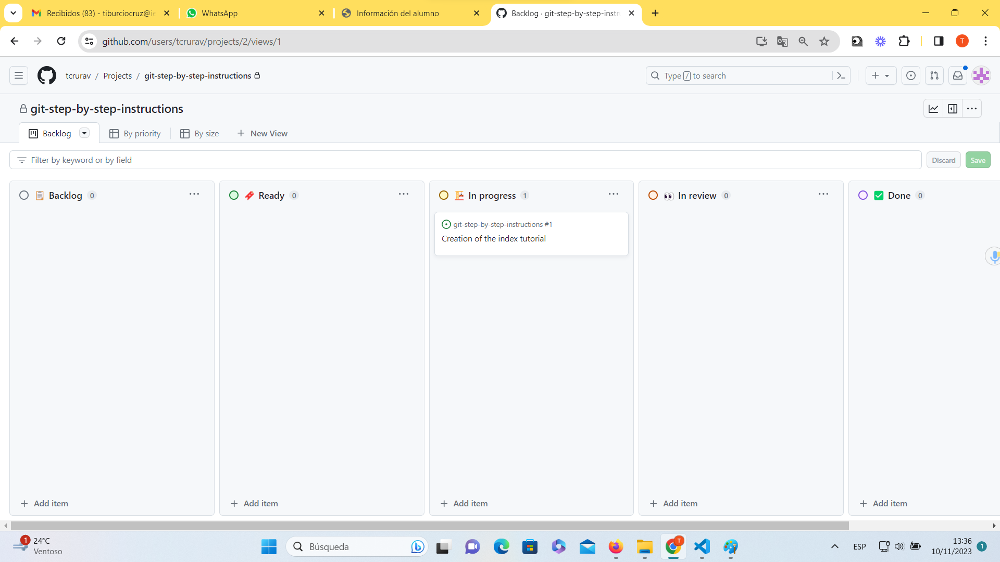 Recibidos (83) - tiburciocruz@ie
WhatsApp
Información del alumno
Backlog · git-step-by-step-instr
github.com/users/tcrurav/projects/2/views/1
T
tcrurav / Projects / git-step-by-step-instructions
Type / to search
git-step-by-step-instructions
Backlog
By priority
By size
New View
Filter by keyword or by field
Discard
Save
Backlog 0
Ready 0
In progress 1
In review 0
Done 0
git-step-by-step-instructions #1
Creation of the index tutorial
Add item
Add item
Add item
Add item
Add item
1
24°C
Ventoso
Búsqueda
T
ESP
13:36
10/11/2023
1